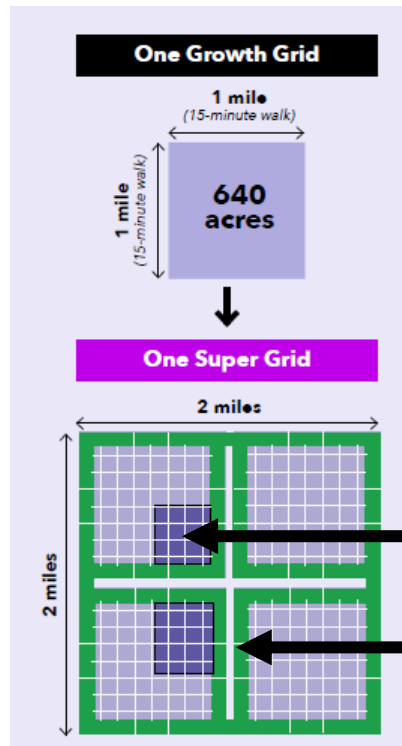 One Growth Grid
1 mile
(15-minute walk)
1 mile
(15-minute walk)
640
acres
One Super Grid
2 miles
2 miles